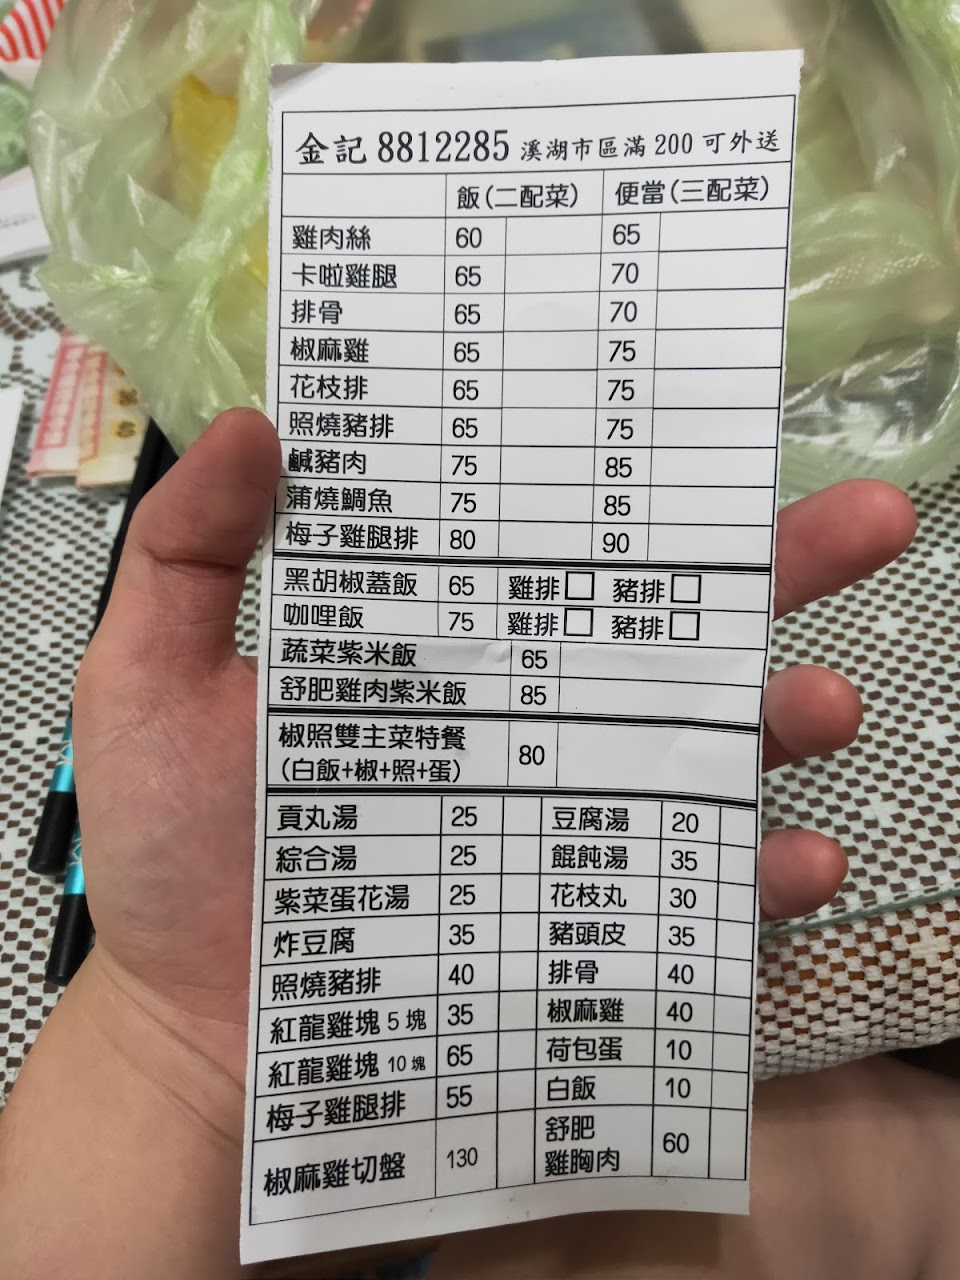 金記 8812285 溪湖市區滿 200 可外送
飯(二配菜) 便當(三配菜)
雞肉絲 60 65
卡啦雞腿 65 70
排骨 65 70
椒麻雞 65 75
花枝排 65 75
照燒豬排 65 75
鹹豬肉 75 85
蒲燒鯛魚 75 85
梅子雞腿排 80 90
黑胡椒蓋飯 65 雞排□ 豬排□
咖哩飯 75 雞排□ 豬排□
蔬菜紫米飯 65
舒肥雞肉紫米飯 85
椒照雙主菜特餐
(白飯+椒+照+蛋) 80
貢丸湯 25 豆腐湯 20
綜合湯 25 餛飩湯 35
紫菜蛋花湯 25 花枝丸 30
炸豆腐 35 豬頭皮 35
照燒豬排 40 排骨 40
紅龍雞塊 5 塊 35 椒麻雞 40
紅龍雞塊 10 塊 65 荷包蛋 10
梅子雞腿排 55 白飯 10
椒麻雞切盤 130 舒肥
雞胸肉 60